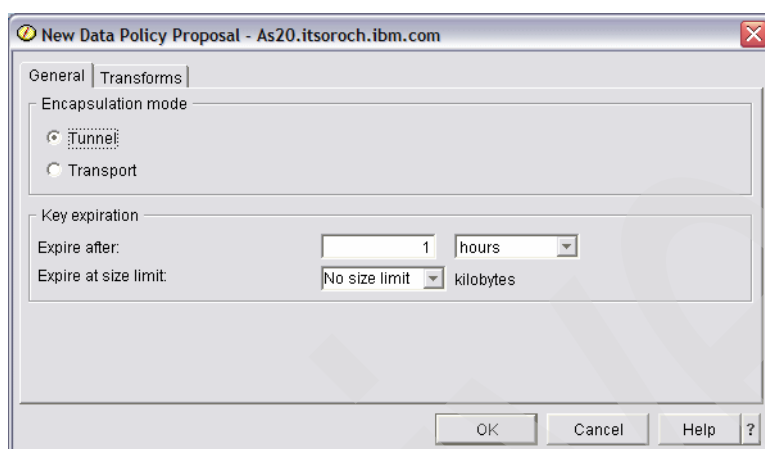 New Data Policy Proposal - As20.itsoroch.ibm.com
General Transforms
Encapsulation mode
Tunnel
Transport
Key expiration
Expire after: 1 hours
Expire at size limit: No size limit kilobytes
OK Cancel Help ?